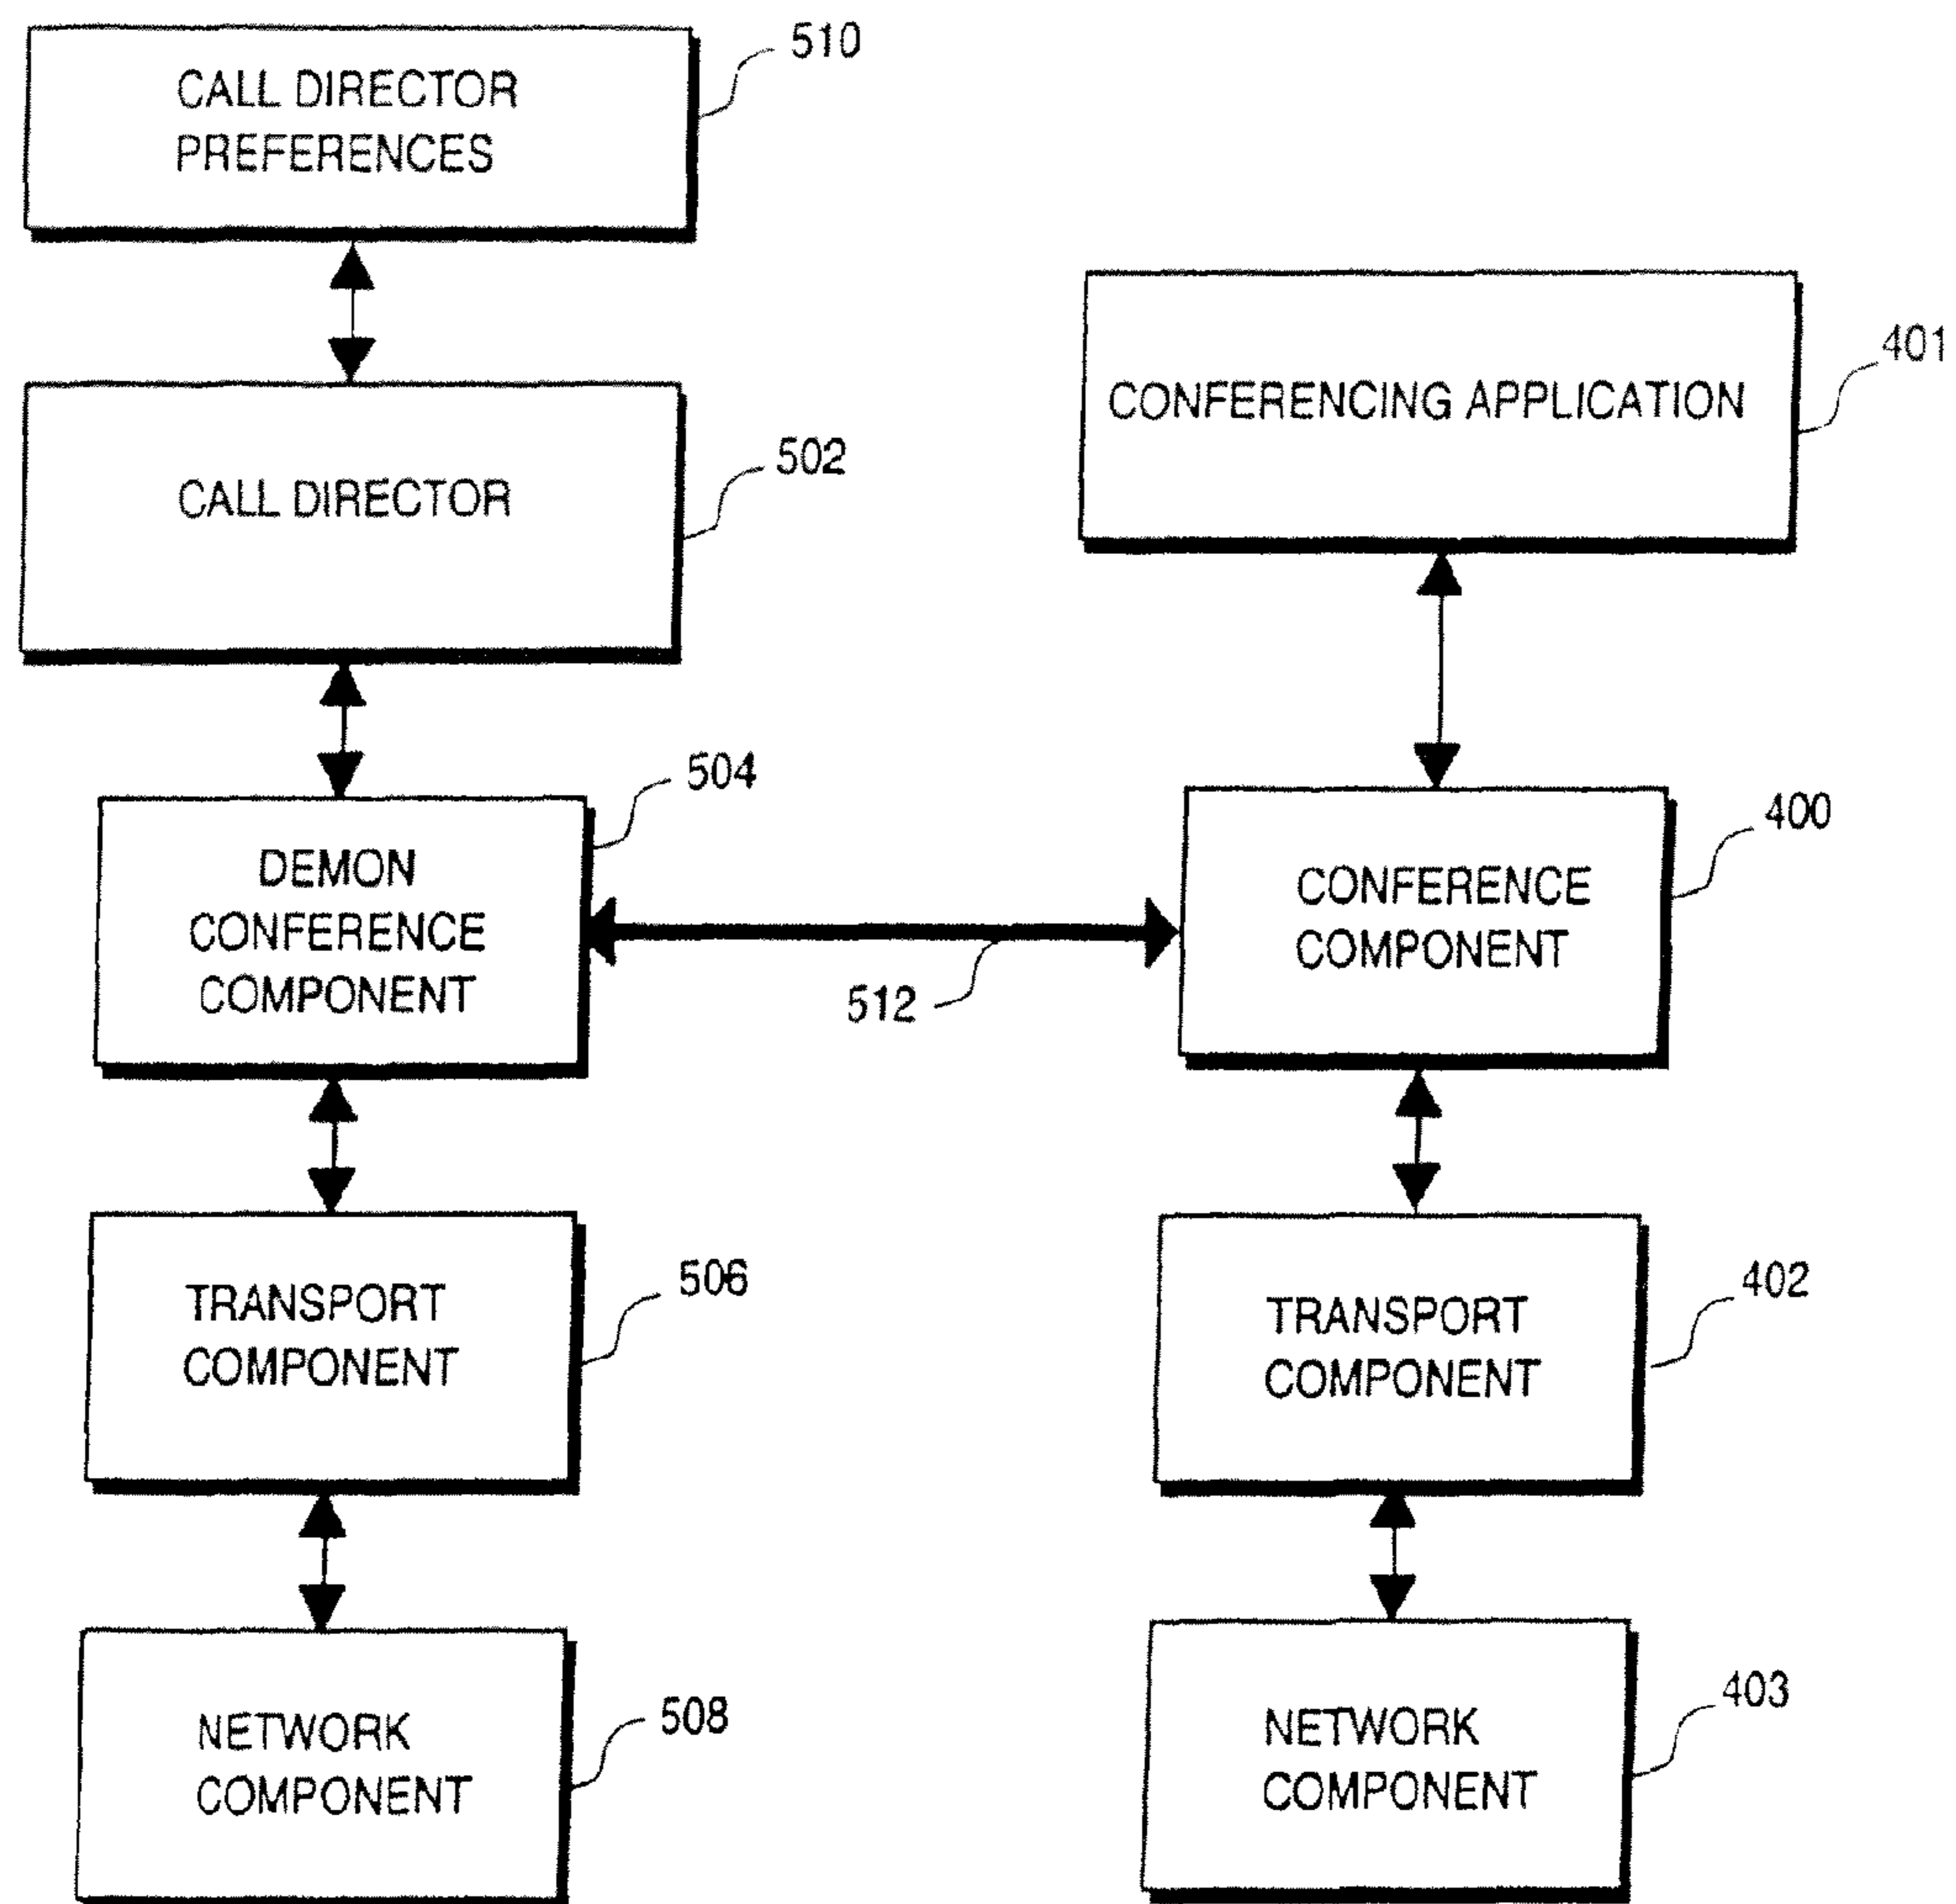 CALL DIRECTOR
PREFERENCES
510
CALL DIRECTOR
502
CONFERENCING APPLICATION
401
DEMON
CONFERENCE
COMPONENT
504
512
CONFERENCE
COMPONENT
400
TRANSPORT
COMPONENT
506
TRANSPORT
COMPONENT
402
NETWORK
COMPONENT
508
NETWORK
COMPONENT
403